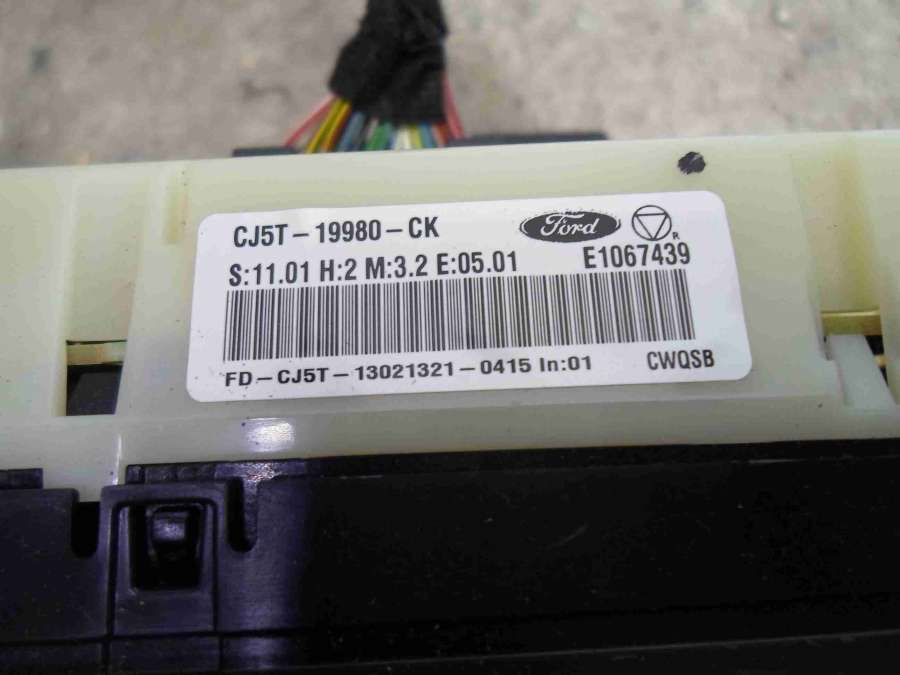 CJ5T-19980-CK Ford R
S:11.01 H:2 M:3.2 E:05.01 E1067439
FD-CJ5T-13021321-0415 In:01 CWQSB